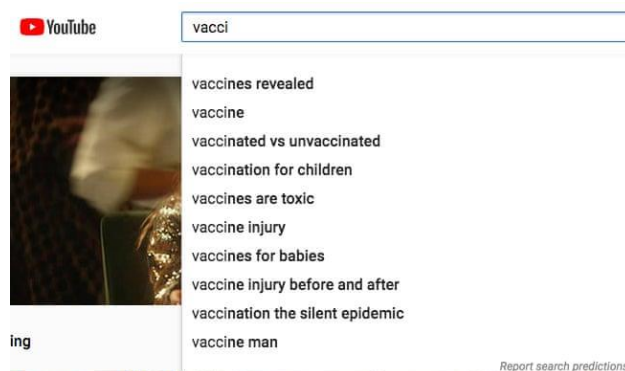 YouTube
vacci
vaccines revealed
vaccine
vaccinated vs unvaccinated
vaccination for children
vaccines are toxic
vaccine injury
vaccines for babies
vaccine injury before and after
vaccination the silent epidemic
ing
vaccine man
Report search predictions